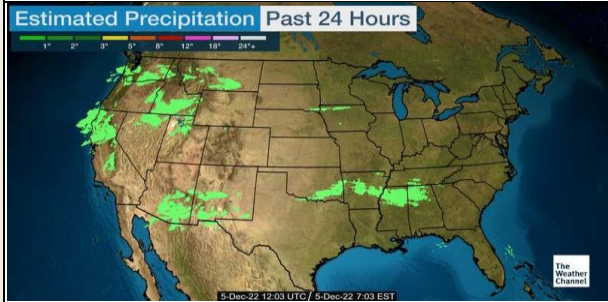 Estimated Precipitation Past 24 Hours
1" 2" 3" 5" 8" 12" 18" 24"+
The
Weather
Channel
5-Dec-22 12:03 UTC / 5-Dec-22 7:03 EST